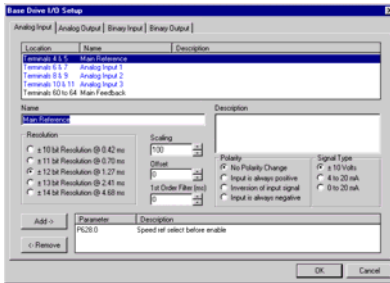 Base Drive I/O Setup
Analog Input Analog Output Binary Input Binary Output
Location Name Description
Terminals 4 & 5 Main Reference
Terminals 6 & 7 Analog Input 1
Terminals 8 & 9 Analog Input 2
Terminals 10 & 11 Analog Input 3
Terminals 60 to 64 Main Feedback
Name Description
Main Reference
Resolution
± 10 bit Resolution @ 0.42 ms
± 11 bit Resolution @ 0.70 ms
± 12 bit Resolution @ 1.27 ms
± 13 bit Resolution @ 2.41 ms
± 14 bit Resolution @ 4.68 ms
Scaling
100
Offset
0
1st Order Filter (ms)
0
Polarity
No Polarity Change
Input is always positive
Inversion of input signal
Input is always negative
Signal Type
± 10 Volts
4 to 20 mA
0 to 20 mA
Add ->
<- Remove
Parameter Description
P628.0 Speed ref select before enable
OK Cancel